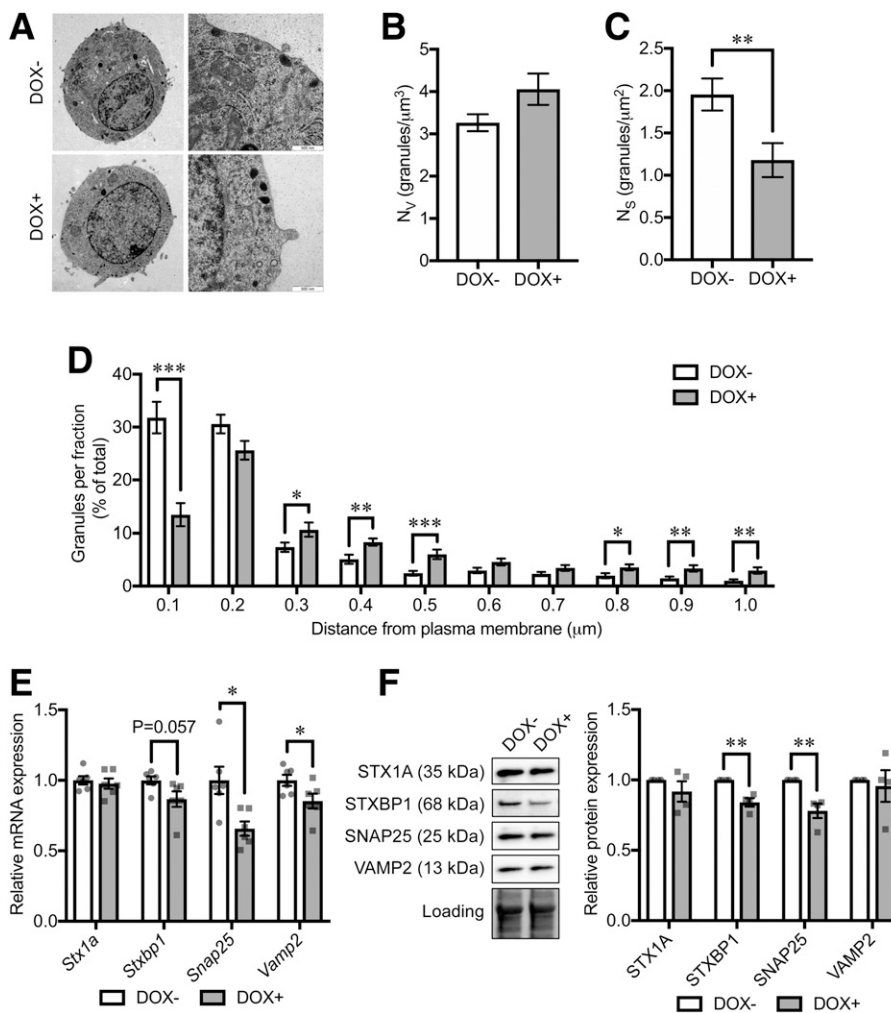 A
DOX-
DOX+
B
N_V (granules/μm³)
5
4
3
2
1
0
DOX- DOX+
C
N_S (granules/μm²)
**
2.5
2.0
1.5
1.0
0.5
0.0
DOX- DOX+
D
Granules per fraction
(% of total)
40
30
20
10
0
*** * ** *** * ** **
DOX-
DOX+
0.1 0.2 0.3 0.4 0.5 0.6 0.7 0.8 0.9 1.0
Distance from plasma membrane (μm)
E
Relative mRNA expression
1.5
1.0
0.5
0.0
P=0.057
*
*
Stx1a Stxbp1 Snap25 Vamp2
DOX- DOX+
F
DOX- DOX+
STX1A (35 kDa)
STXBP1 (68 kDa)
SNAP25 (25 kDa)
VAMP2 (13 kDa)
Loading
Relative protein expression
1.5
1.0
0.5
0.0
** **
STX1A STXBP1 SNAP25 VAMP2
DOX- DOX+